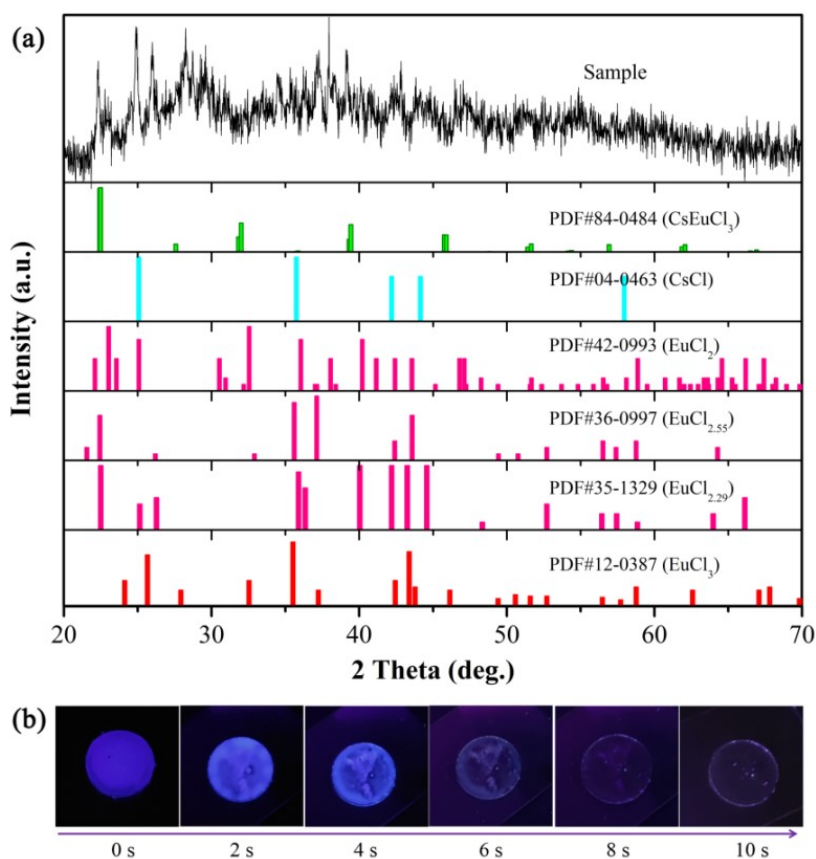 (a)
Sample
PDF#84-0484 (CsEuCl3)
PDF#04-0463 (CsCl)
PDF#42-0993 (EuCl2)
PDF#36-0997 (EuCl2.55)
PDF#35-1329 (EuCl2.29)
PDF#12-0387 (EuCl3)
Intensity (a.u.)
20 30 40 50 60 70
2 Theta (deg.)
(b)
0 s 2 s 4 s 6 s 8 s 10 s